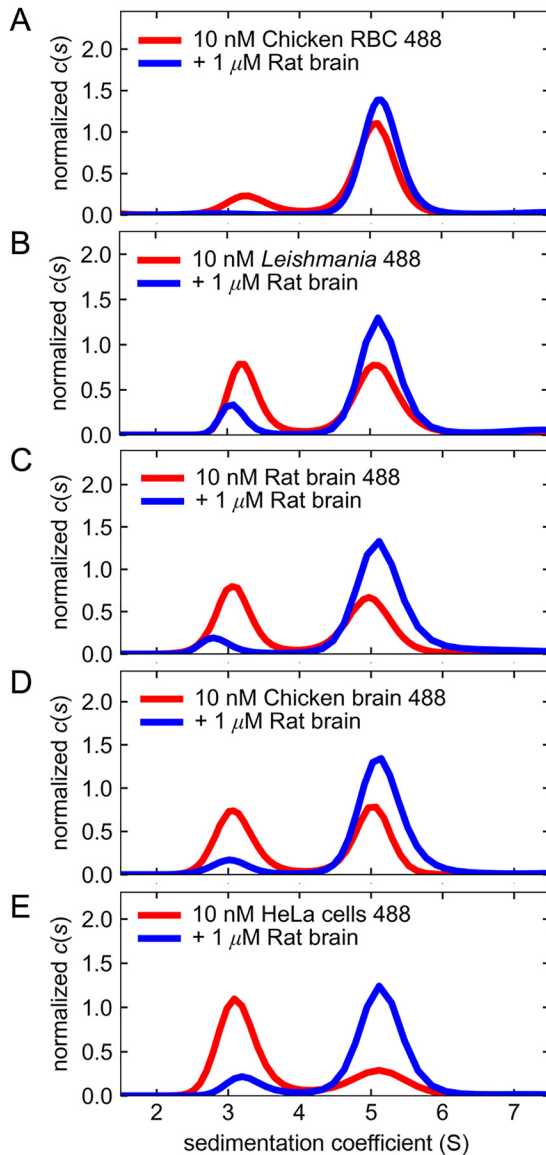 A
normalized c(s)
2.0
1.5
1.0
0.5
0.0
10 nM Chicken RBC 488
+ 1 μM Rat brain
B
normalized c(s)
2.0
1.5
1.0
0.5
0.0
10 nM Leishmania 488
+ 1 μM Rat brain
C
normalized c(s)
2.0
1.5
1.0
0.5
0.0
10 nM Rat brain 488
+ 1 μM Rat brain
D
normalized c(s)
2.0
1.5
1.0
0.5
0.0
10 nM Chicken brain 488
+ 1 μM Rat brain
E
normalized c(s)
2.0
1.5
1.0
0.5
0.0
10 nM HeLa cells 488
+ 1 μM Rat brain
2 3 4 5 6 7
sedimentation coefficient (S)